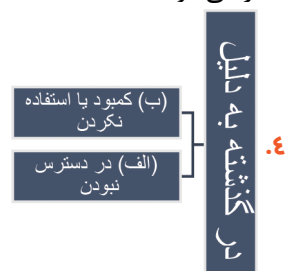 .٤
در گذشته به دلیل
(ب) کمبود یا استفاده
نکردن
(الف) در دسترس
نبودن